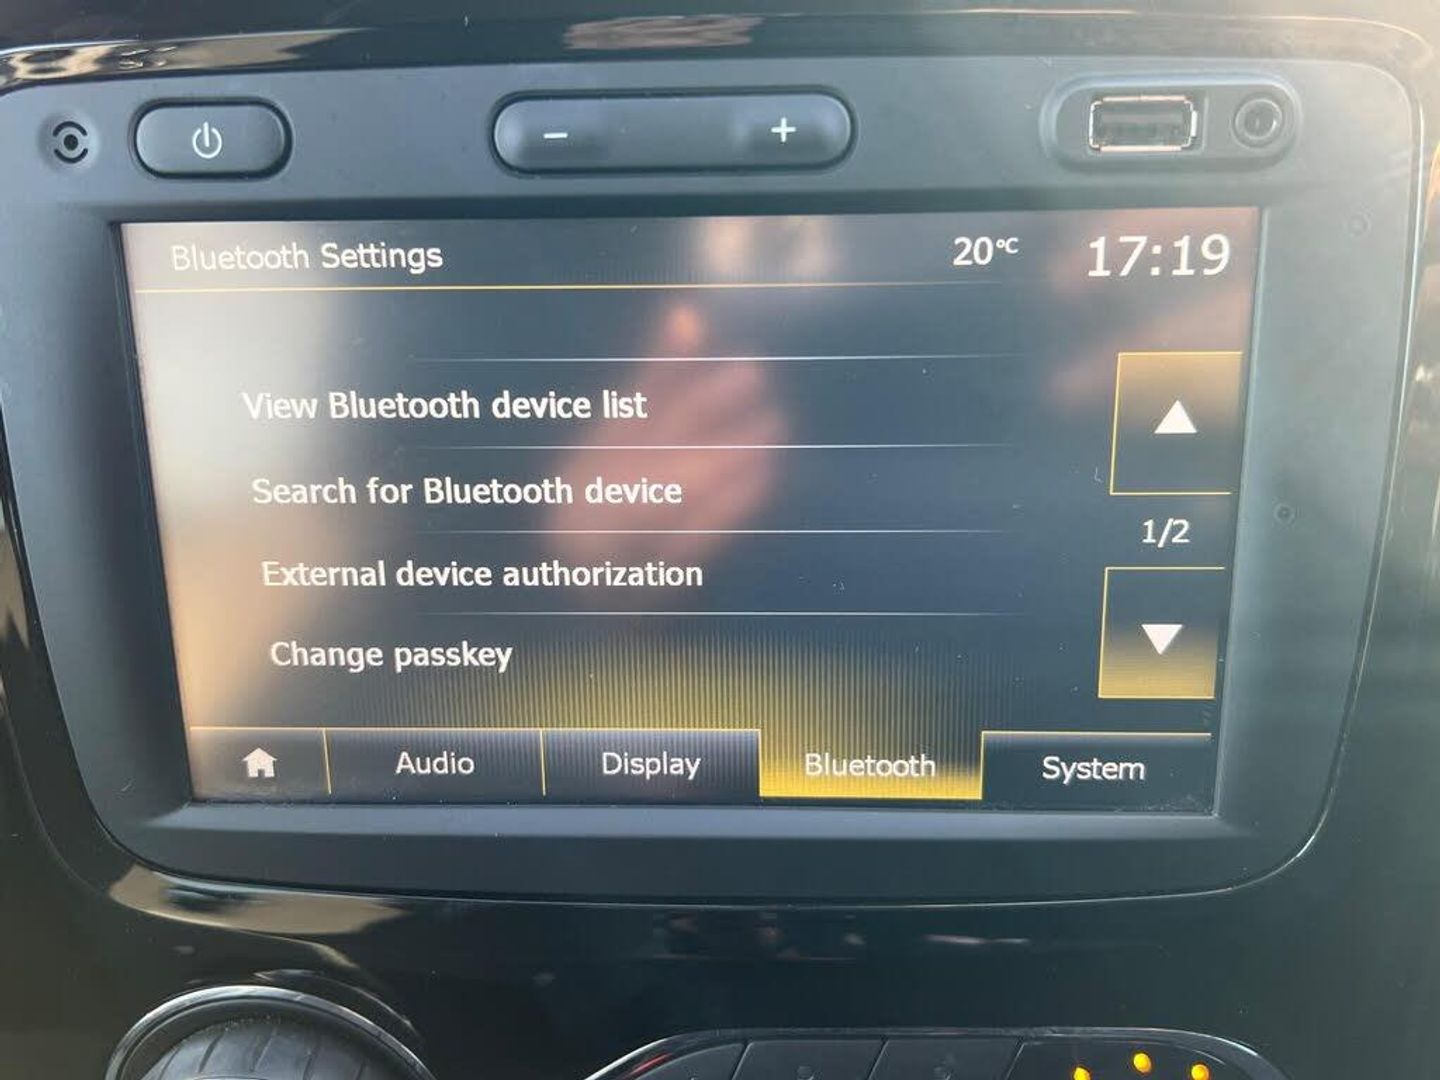 − +
Bluetooth Settings 20°C 17:19
View Bluetooth device list
Search for Bluetooth device
1/2
External device authorization
Change passkey
Audio Display Bluetooth System